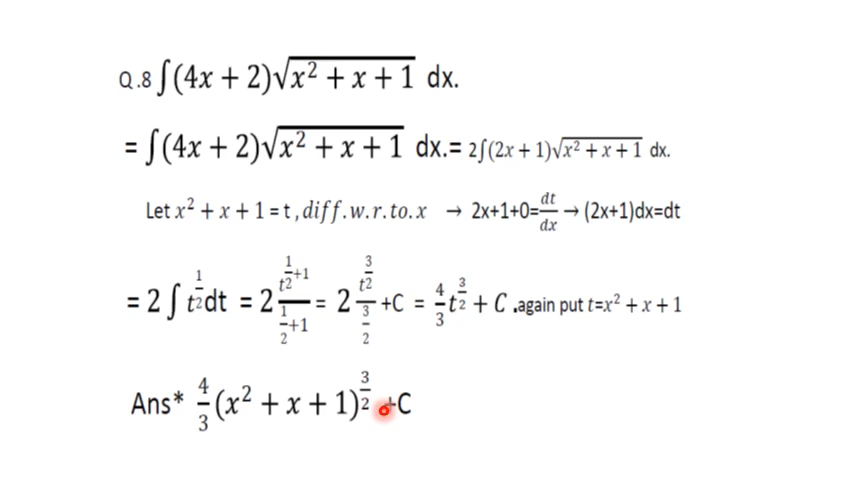 Q.8 ∫(4x + 2)√(x² + x + 1) dx.
= ∫(4x + 2)√(x² + x + 1) dx.= 2∫(2x + 1)√(x² + x + 1) dx.
Let x² + x + 1 = t ,diff.w.r.to.x → 2x+1+0=dt/dx → (2x+1)dx=dt
= 2 ∫ t^(1/2)dt = 2 t^(1/2+1)/(1/2+1) = 2 t^(3/2)/(3/2) +C = 4/3 t^(3/2) + C .again put t=x² + x + 1
Ans* 4/3 (x² + x + 1)^(3/2) +C